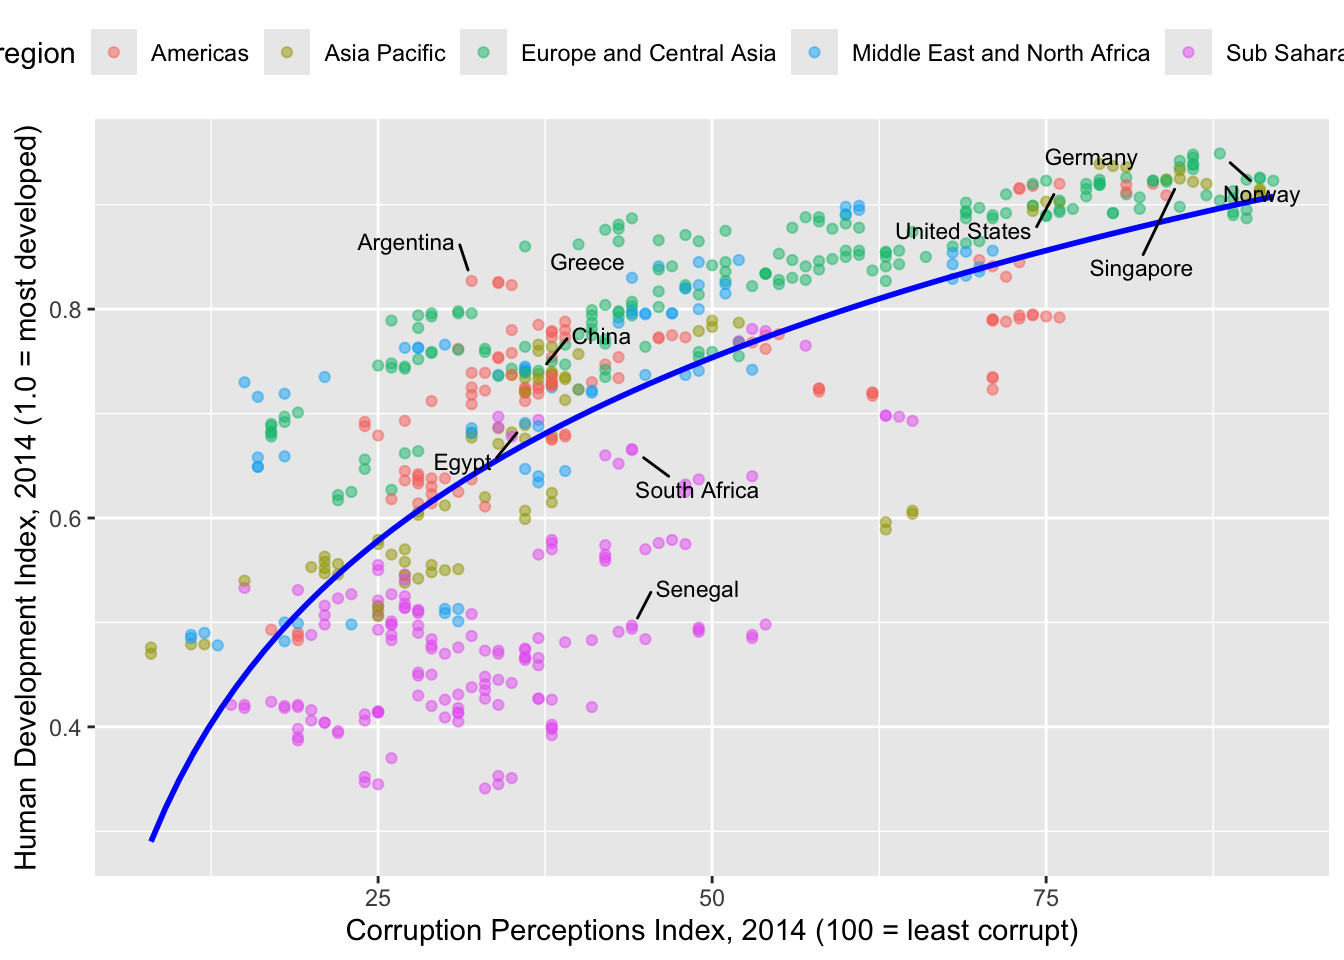 region Americas Asia Pacific Europe and Central Asia Middle East and North Africa Sub Sahara
Human Development Index, 2014 (1.0 = most developed)
0.8
0.6
0.4
Germany
Norway
United States
Argentina
Greece
Singapore
China
Egypt
South Africa
Senegal
25 50 75
Corruption Perceptions Index, 2014 (100 = least corrupt)